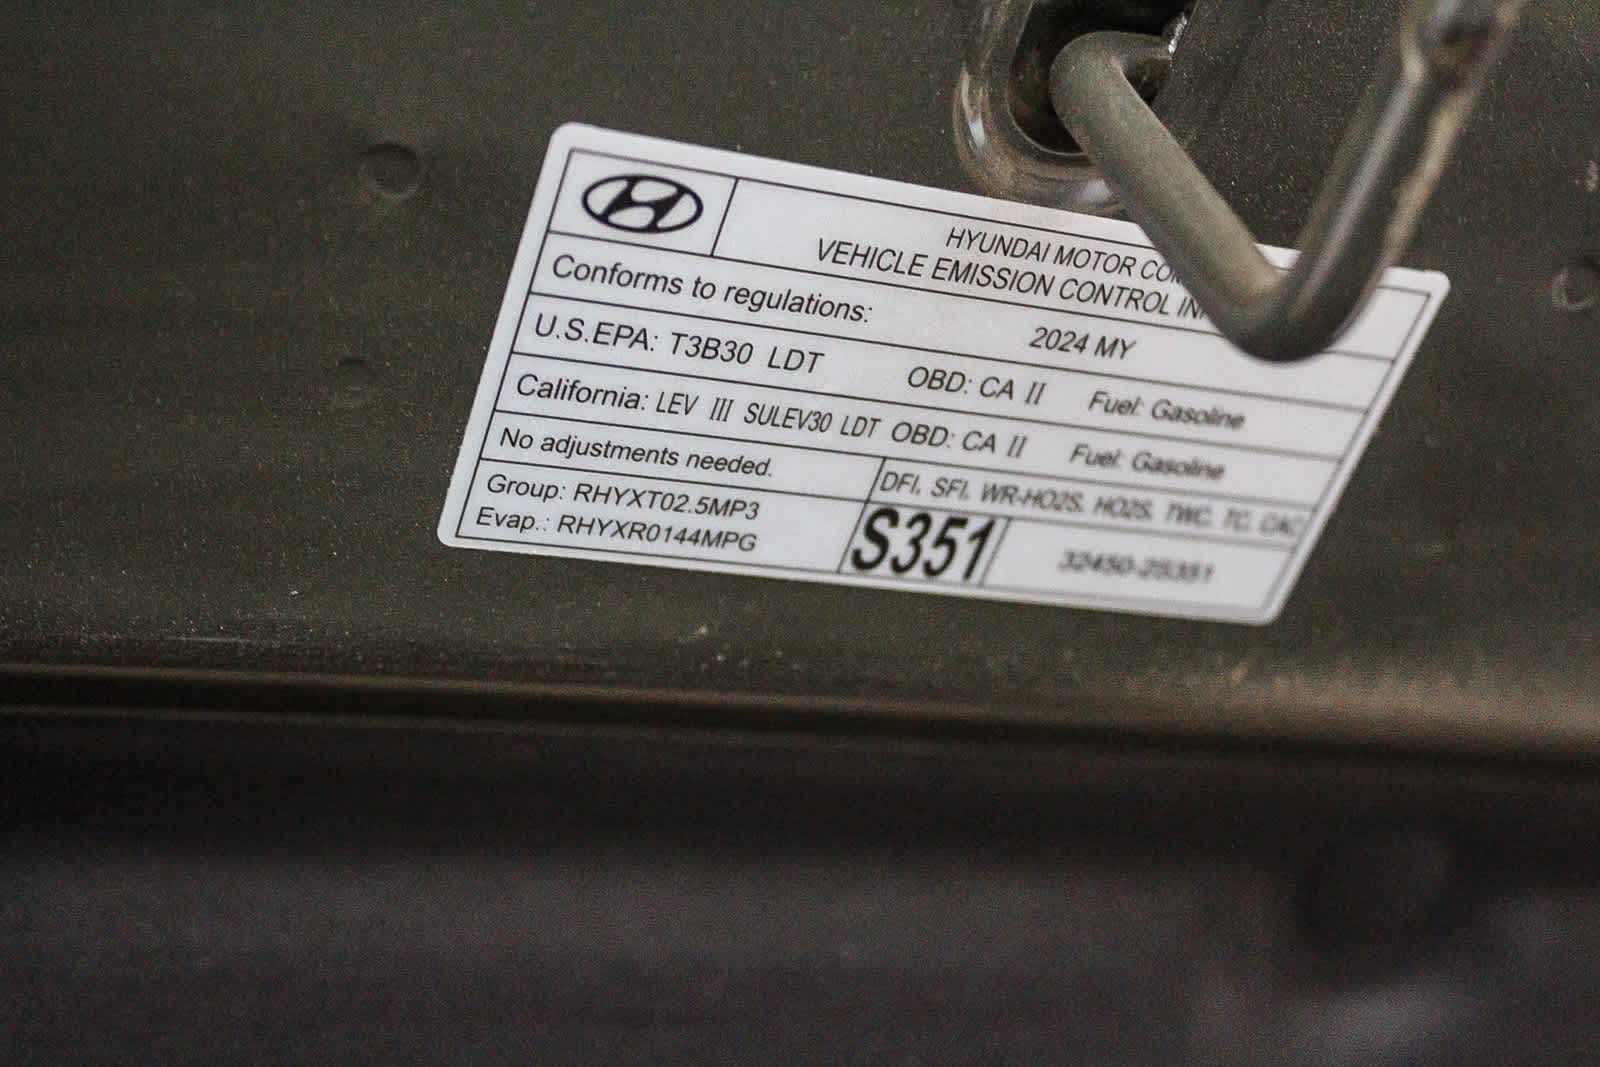 HYUNDAI MOTOR
VEHICLE EMISSION CONTROL
Conforms to regulations: 2024 MY
U.S.EPA: T3B30 LDT OBD: CA II Fuel: Gasoline
California: LEV III SULEV30 LDT OBD: CA II Fuel: Gasoline
No adjustments needed.
DFI, SFI, WR-HO2S, HO2S, TWC, TC, CAC
Group: RHYXT02.5MP3
Evap.: RHYXR0144MPG
S351
32450-2S351